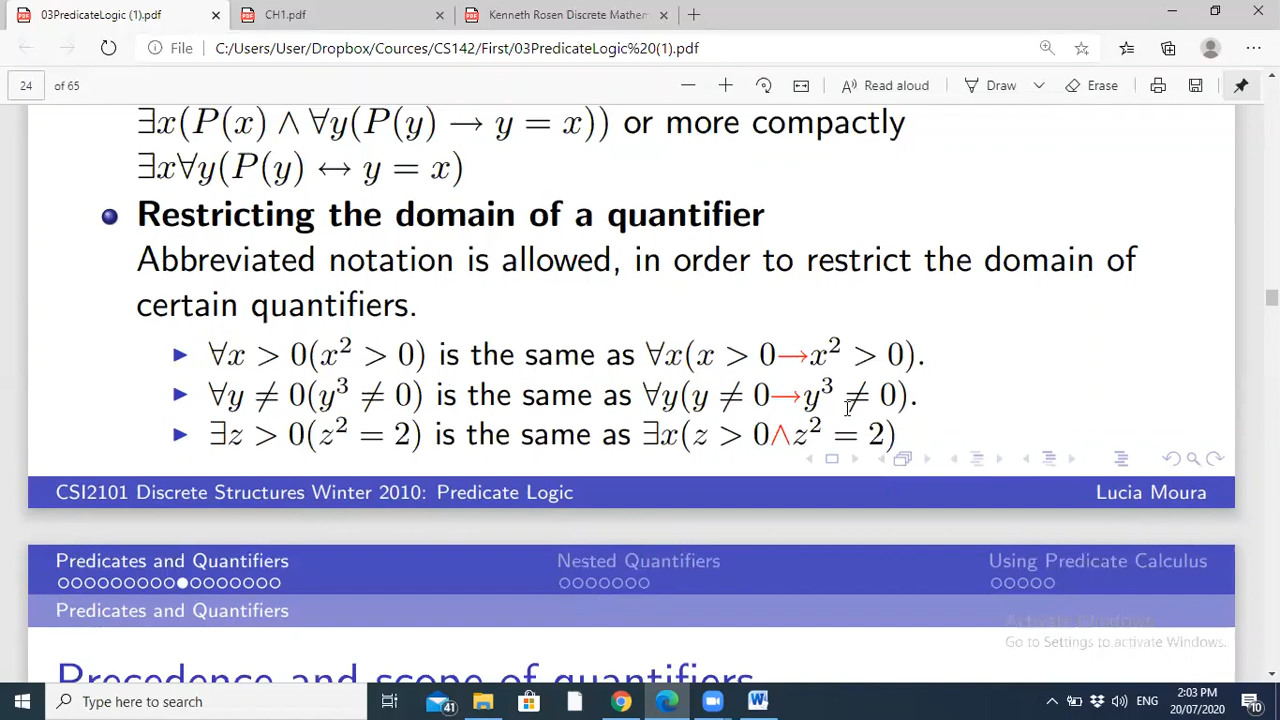 03PredicateLogic (1).pdf
CH1.pdf
Kenneth Rosen Discrete Mathem
File C:/Users/User/Dropbox/Cources/CS142/First/03PredicateLogic%20(1).pdf
24 of 65 Read aloud Draw Erase
∃x(P(x) ∧ ∀y(P(y) → y = x)) or more compactly
∃x∀y(P(y) ↔ y = x)
Restricting the domain of a quantifier
Abbreviated notation is allowed, in order to restrict the domain of
certain quantifiers.
∀x > 0(x² > 0) is the same as ∀x(x > 0→x² > 0).
∀y ≠ 0(y³ ≠ 0) is the same as ∀y(y ≠ 0→y³ ≠ 0).
∃z > 0(z² = 2) is the same as ∃x(z > 0∧z² = 2)
CSI2101 Discrete Structures Winter 2010: Predicate Logic Lucia Moura
Predicates and Quantifiers Nested Quantifiers Using Predicate Calculus
Predicates and Quantifiers
Activate Windows
Go to Settings to activate Windows.
Precedence and scope of quantifiers
Type here to search
41
ENG
2:03 PM
20/07/2020
10